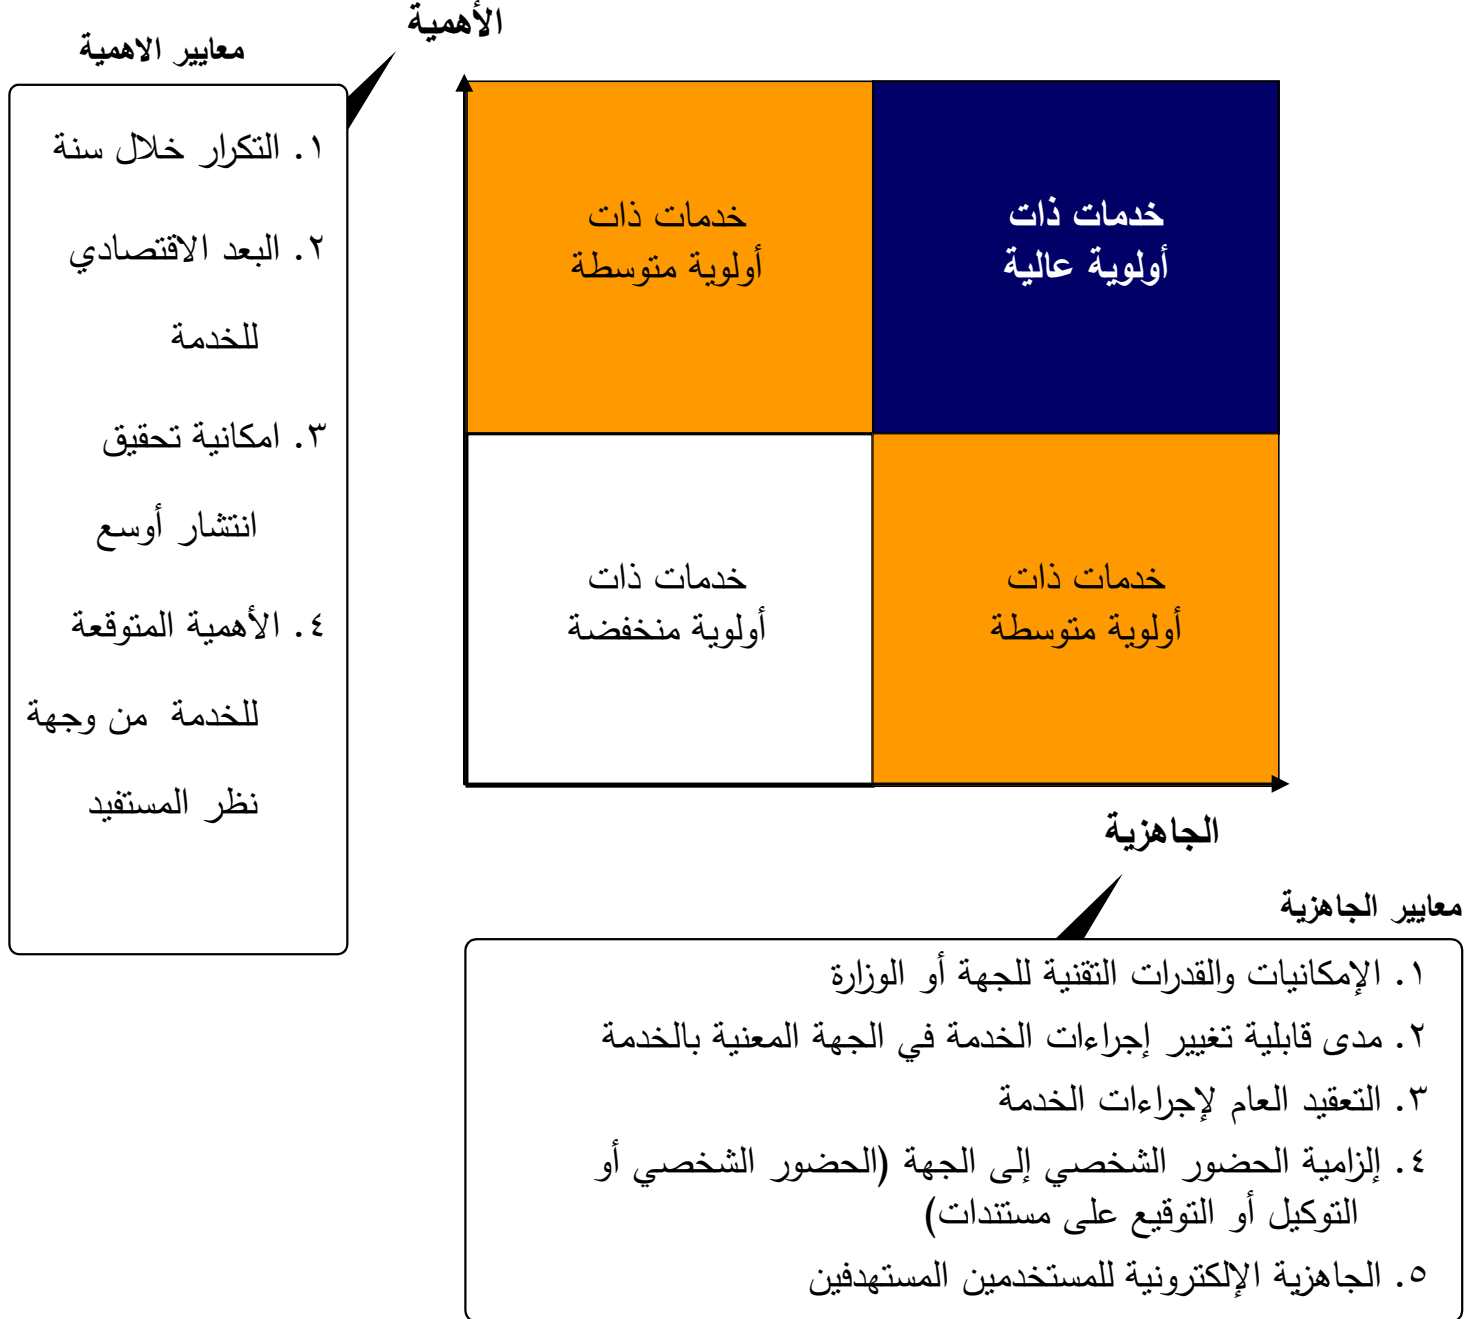 الأهمية
معايير الاهمية
١. التكرار خلال سنة
٢. البعد الاقتصادي
للخدمة
٣. امكانية تحقيق
انتشار أوسع
٤. الأهمية المتوقعة
للخدمة من وجهة
نظر المستفيد
خدمات ذات
أولوية عالية
خدمات ذات
أولوية متوسطة
خدمات ذات
أولوية متوسطة
خدمات ذات
أولوية منخفضة
الجاهزية
معايير الجاهزية
١. الإمكانيات والقدرات التقنية للجهة أو الوزارة
٢. مدى قابلية تغيير إجراءات الخدمة في الجهة المعنية بالخدمة
٣. التعقيد العام لإجراءات الخدمة
٤. إلزامية الحضور الشخصي إلى الجهة (الحضور الشخصي أو
التوكيل أو التوقيع على مستندات)
٥. الجاهزية الإلكترونية للمستخدمين المستهدفين